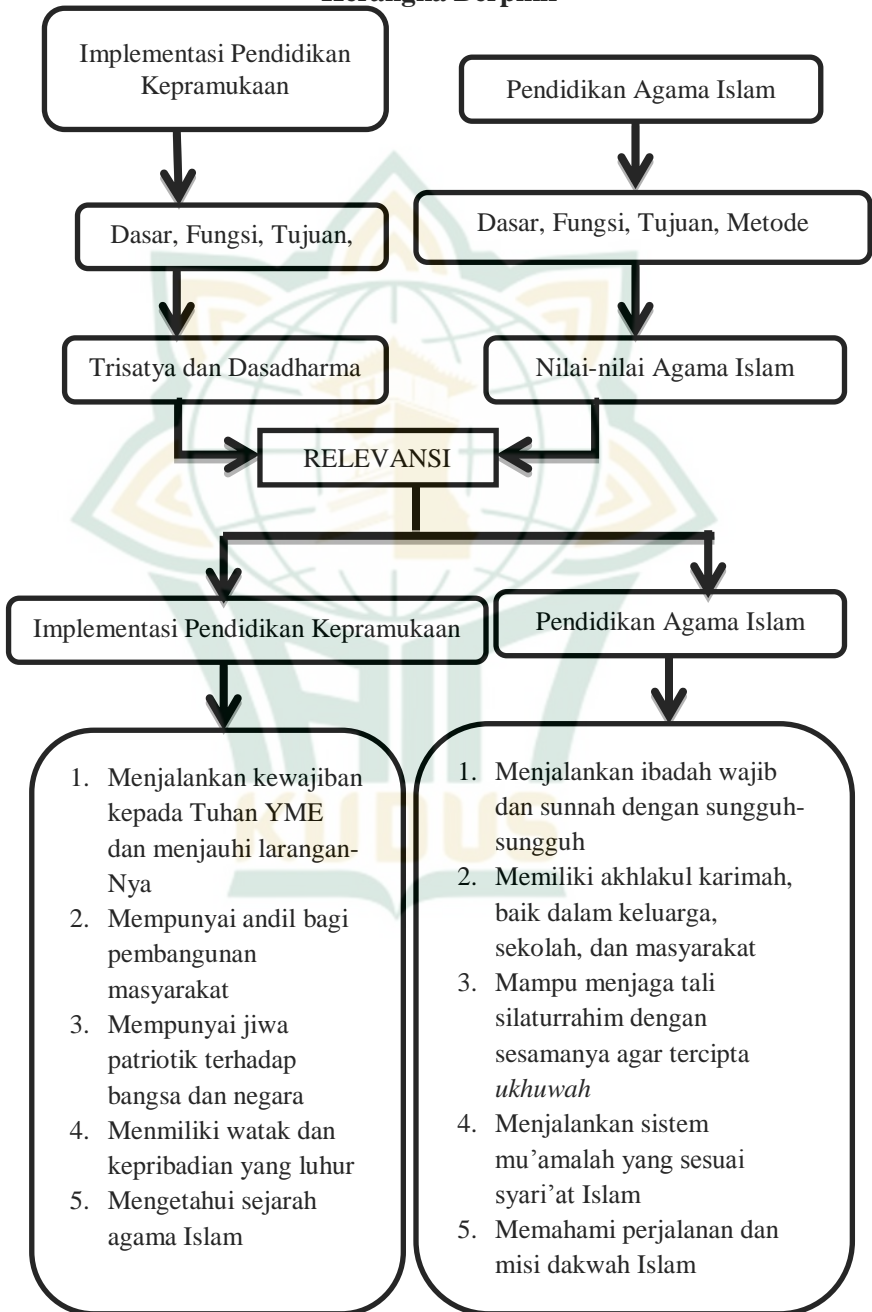 Kerangka Berpikir
Implementasi Pendidikan
Kepramukaan
Pendidikan Agama Islam
Dasar, Fungsi, Tujuan,
Dasar, Fungsi, Tujuan, Metode
Trisatya dan Dasadharma
Nilai-nilai Agama Islam
RELEVANSI
Implementasi Pendidikan Kepramukaan
Pendidikan Agama Islam
1. Menjalankan kewajiban
kepada Tuhan YME
dan menjauhi larangan-
Nya
2. Mempunyai andil bagi
pembangunan
masyarakat
3. Mempunyai jiwa
patriotik terhadap
bangsa dan negara
4. Menmiliki watak dan
kepribadian yang luhur
5. Mengetahui sejarah
agama Islam
1. Menjalankan ibadah wajib
dan sunnah dengan sungguh-
sungguh
2. Memiliki akhlakul karimah,
baik dalam keluarga,
sekolah, dan masyarakat
3. Mampu menjaga tali
silaturrahim dengan
sesamanya agar tercipta
ukhuwah
4. Menjalankan sistem
mu'amalah yang sesuai
syari'at Islam
5. Memahami perjalanan dan
misi dakwah Islam
KUDUS